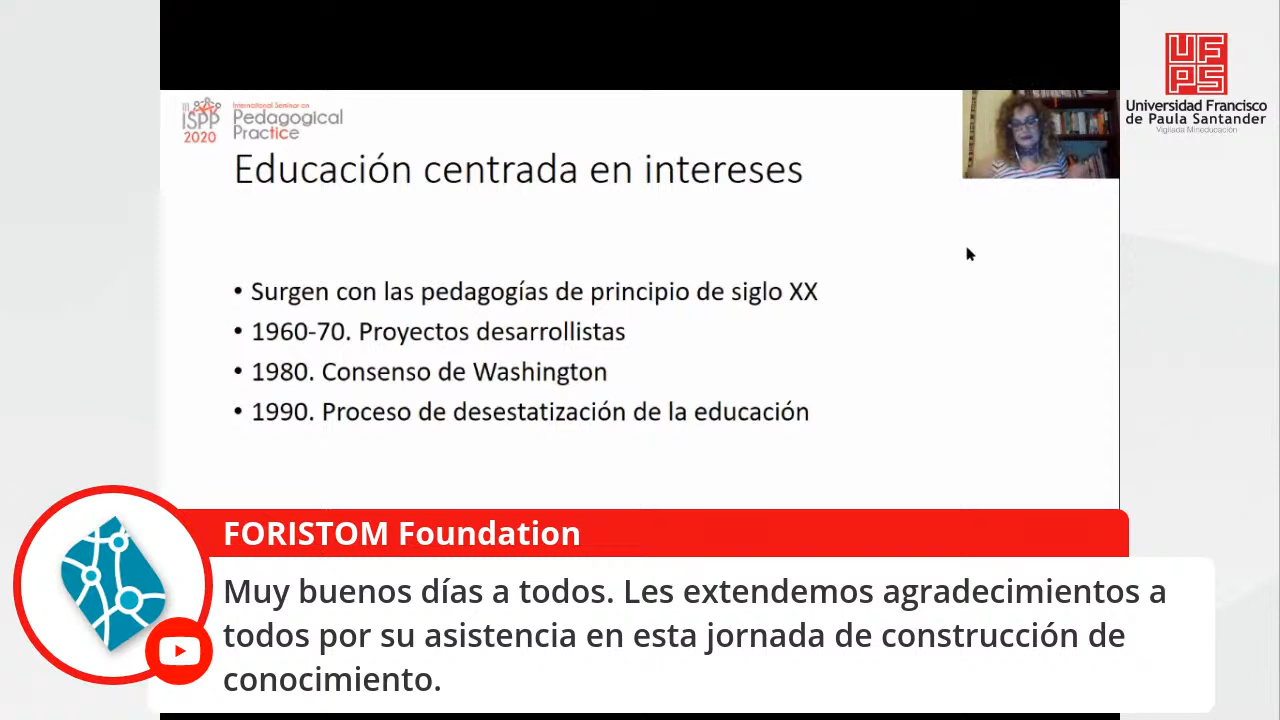 III
ISPP
2020
International Seminar on
Pedagogical
Practice
UF
PS
Universidad Francisco
de Paula Santander
Vigilada Mineducación
Educación centrada en intereses
• Surgen con las pedagogías de principio de siglo XX
• 1960-70. Proyectos desarrollistas
• 1980. Consenso de Washington
• 1990. Proceso de desestatización de la educación
FORISTOM Foundation
Muy buenos días a todos. Les extendemos agradecimientos a
todos por su asistencia en esta jornada de construcción de
conocimiento.